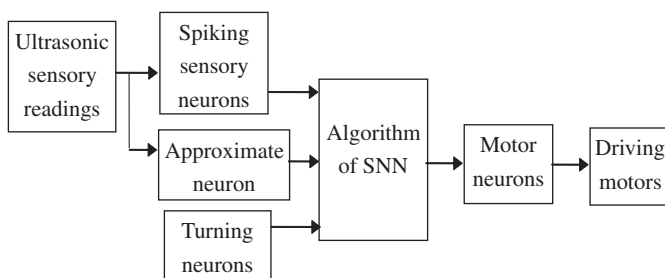 Ultrasonic
sensory
readings
Spiking
sensory
neurons
Approximate
neuron
Turning
neurons
Algorithm
of SNN
Motor
neurons
Driving
motors